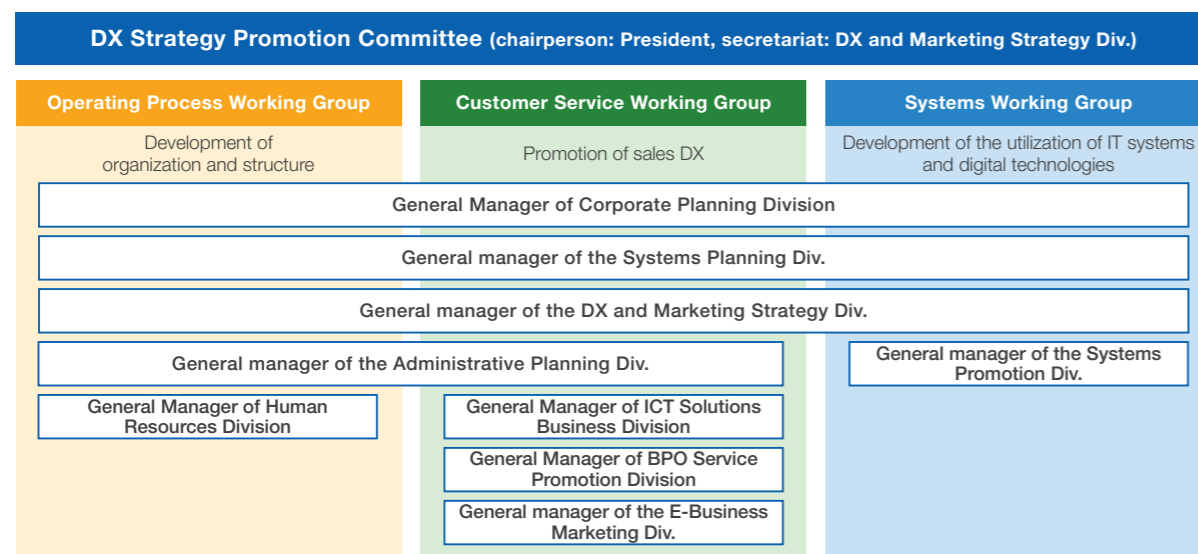 DX Strategy Promotion Committee (chairperson: President, secretariat: DX and Marketing Strategy Div.)
Operating Process Working Group
Development of
organization and structure
Customer Service Working Group
Promotion of sales DX
Systems Working Group
Development of the utilization of IT systems
and digital technologies
General Manager of Corporate Planning Division
General manager of the Systems Planning Div.
General manager of the DX and Marketing Strategy Div.
General manager of the Administrative Planning Div.
General manager of the Systems
Promotion Div.
General Manager of Human
Resources Division
General Manager of ICT Solutions
Business Division
General Manager of BPO Service
Promotion Division
General manager of the E-Business
Marketing Div.